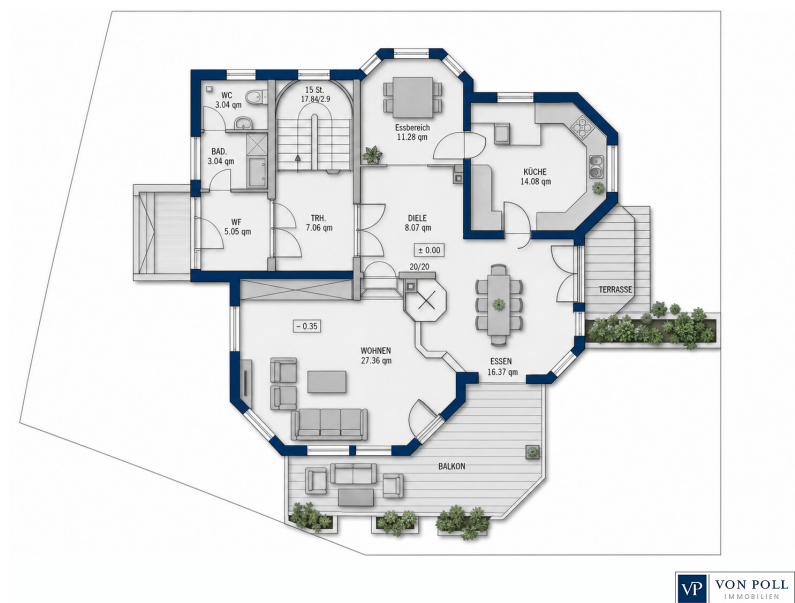 15 St.
17.84/2.9
WC
3.04 qm
Essbereich
11.28 qm
BAD.
3.04 qm
KÜCHE
14.08 qm
WF
5.05 qm
TRH.
7.06 qm
DIELE
8.07 qm
± 0.00
20/20
TERRASSE
- 0.35
WOHNEN
27.36 qm
ESSEN
16.37 qm
BALKON
VP VON POLL
IMMOBILIEN